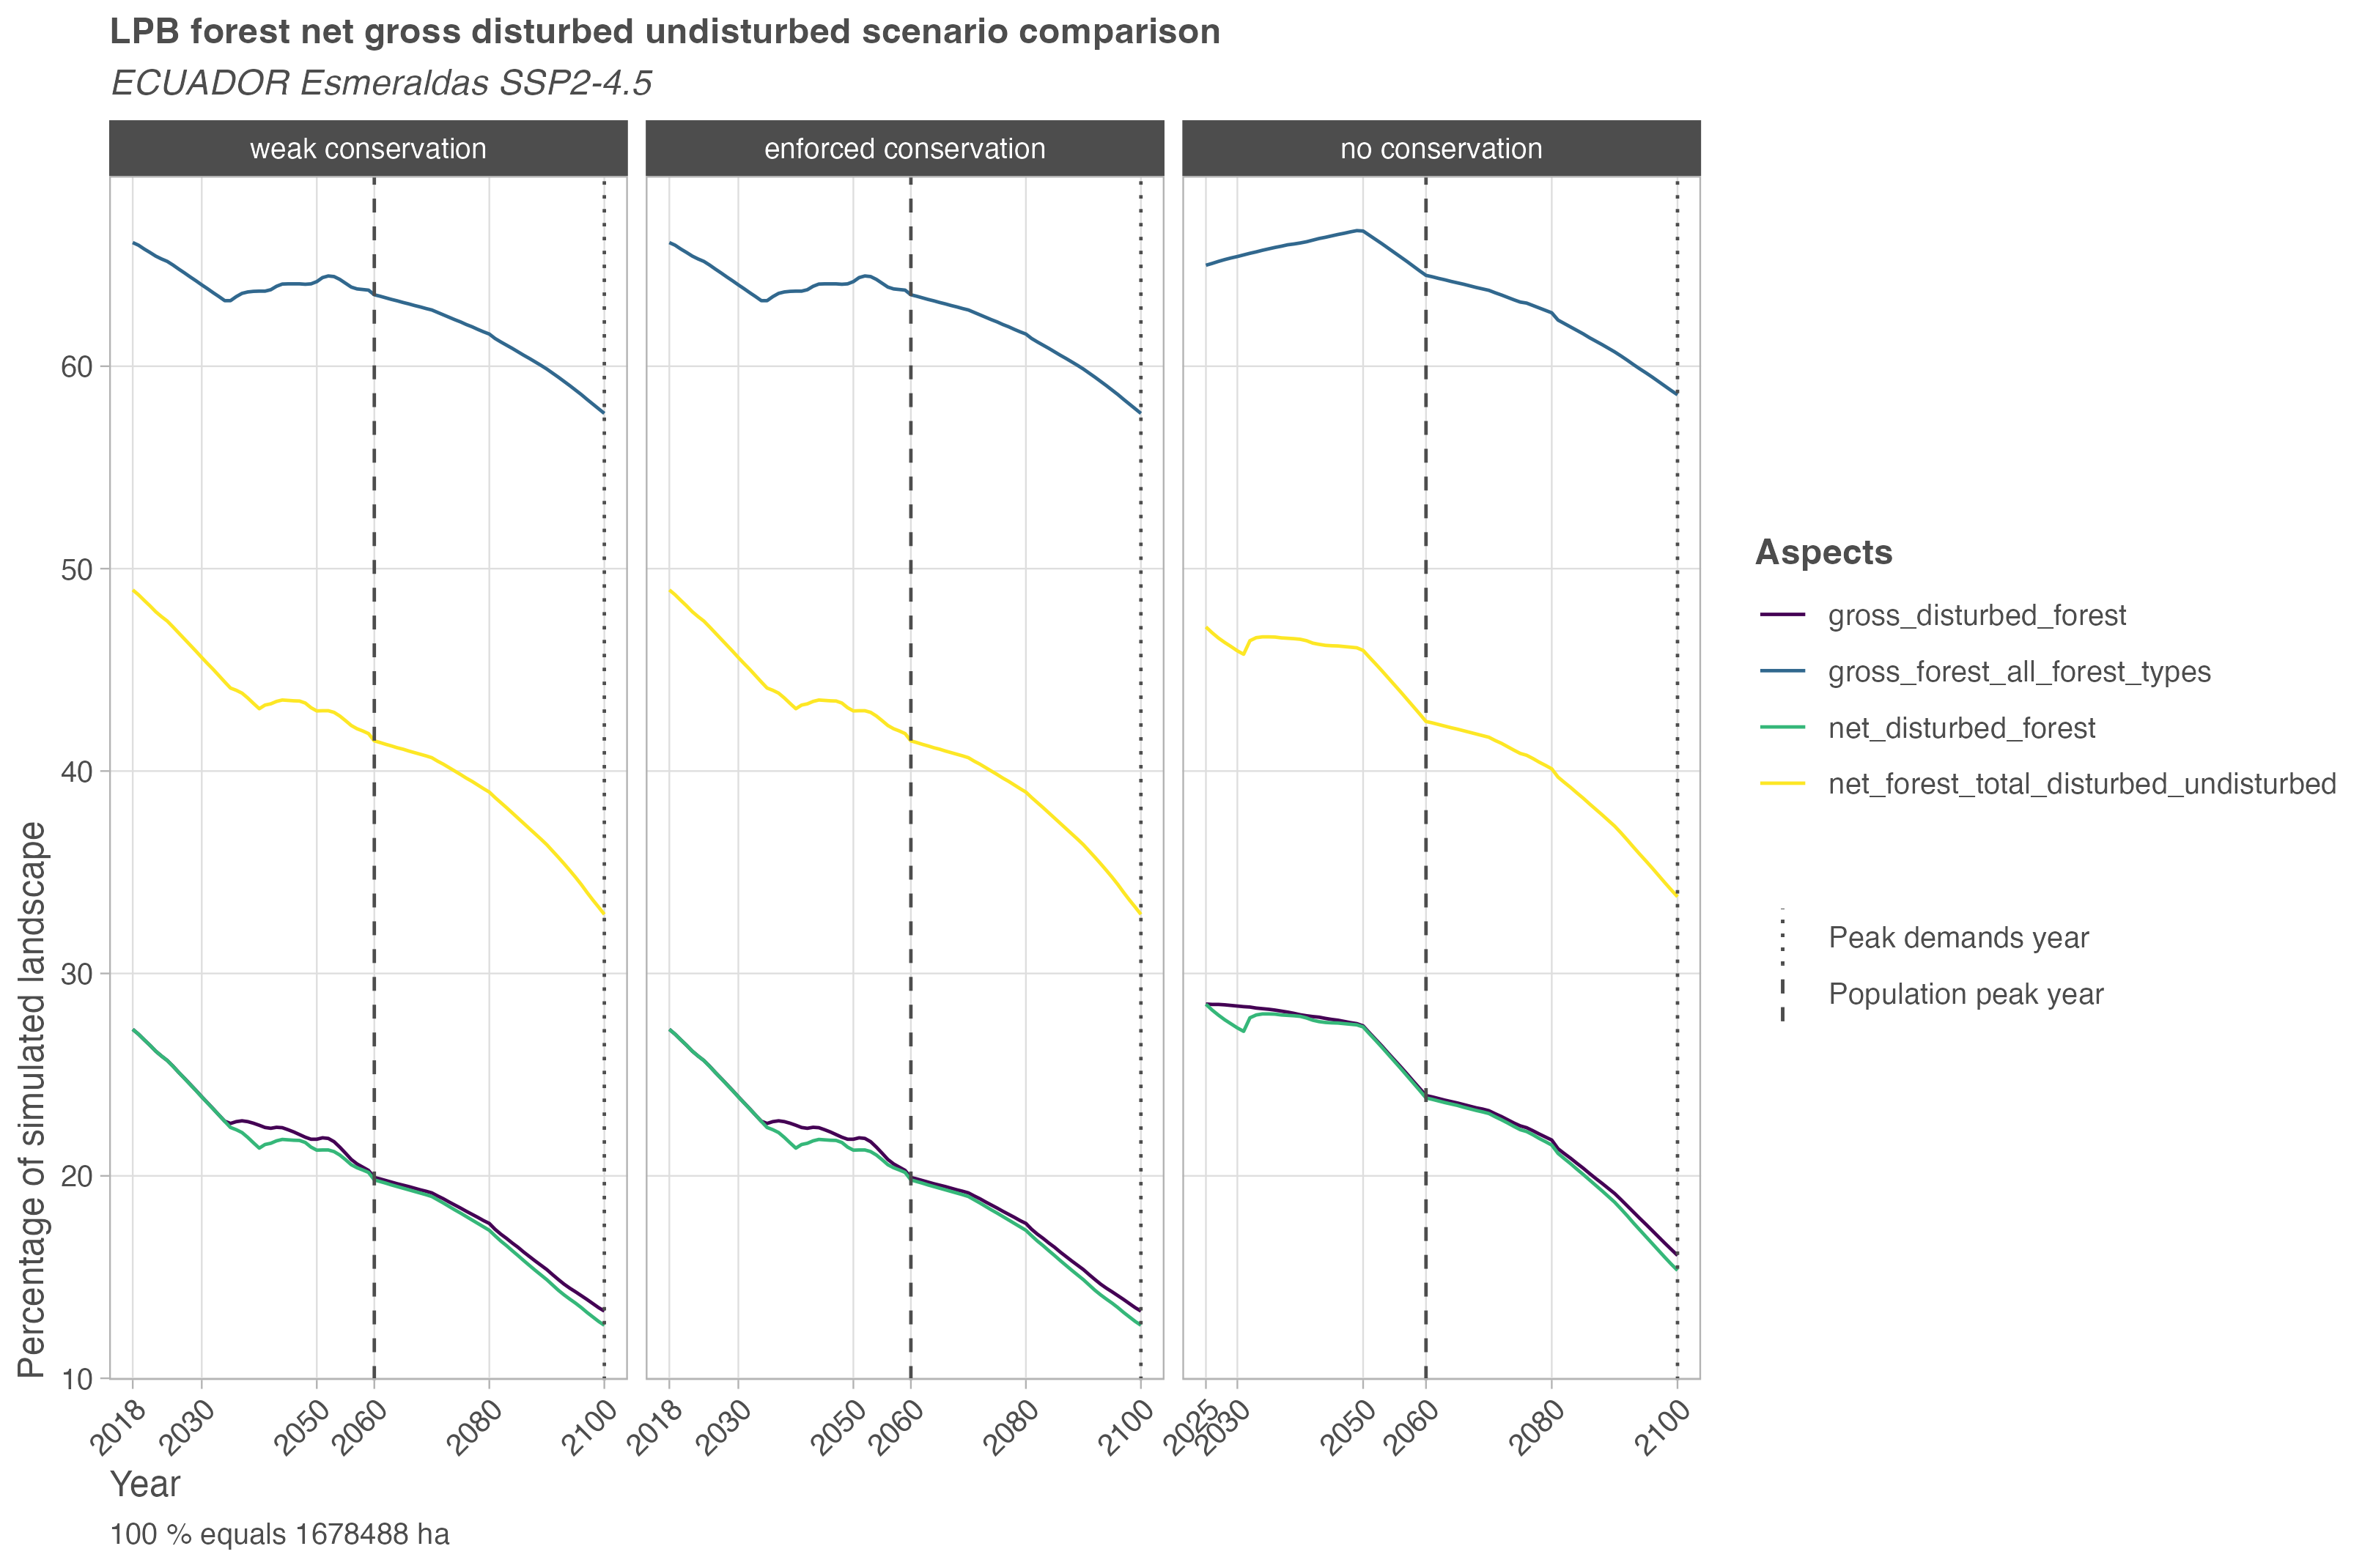 LPB forest net gross disturbed undisturbed scenario comparison
ECUADOR Esmeraldas SSP2-4.5
weak conservation
enforced conservation
no conservation
Percentage of simulated landscape
60
50
40
30
20
10
2018
2030
2050
2060
2080
2100
2018
2030
2050
2060
2080
2100
2025
2030
2050
2060
2080
2100
Year
100 % equals 1678488 ha
Aspects
gross_disturbed_forest
gross_forest_all_forest_types
net_disturbed_forest
net_forest_total_disturbed_undisturbed
Peak demands year
Population peak year